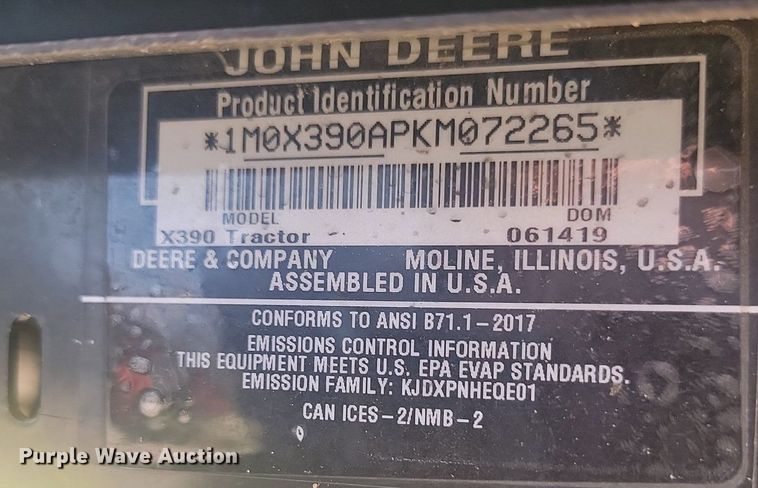 JOHN DEERE
Product Identification Number
*1M0X390APKM072265*
MODEL DOM
X390 Tractor 061419
DEERE & COMPANY MOLINE, ILLINOIS, U.S.A.
ASSEMBLED IN U.S.A.
CONFORMS TO ANSI B71.1-2017
EMISSIONS CONTROL INFORMATION
THIS EQUIPMENT MEETS U.S. EPA EVAP STANDARDS.
EMISSION FAMILY: KJDXPNHEQE01
CAN ICES-2/NMB-2
Purple Wave Auction